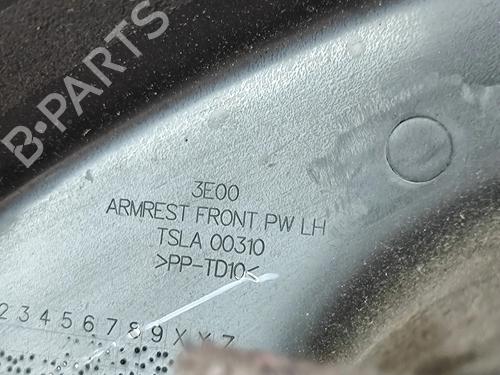 B-PARTS
3E00
ARMREST FRONT PW LH
TSLA 00310
>PP-TD10<
23456789XYZ